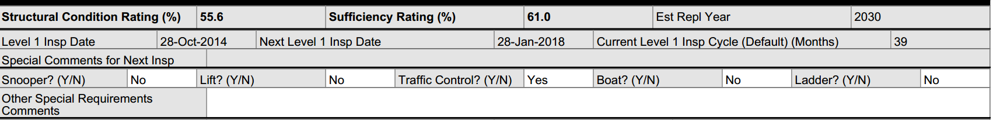 Structural Condition Rating (%) 55.6 Sufficiency Rating (%) 61.0 Est Repl Year 2030
Level 1 Insp Date 28-Oct-2014 Next Level 1 Insp Date 28-Jan-2018 Current Level 1 Insp Cycle (Default) (Months) 39
Special Comments for Next Insp
Snooper? (Y/N) No Lift? (Y/N) No Traffic Control? (Y/N) Yes Boat? (Y/N) No Ladder? (Y/N) No
Other Special Requirements
Comments